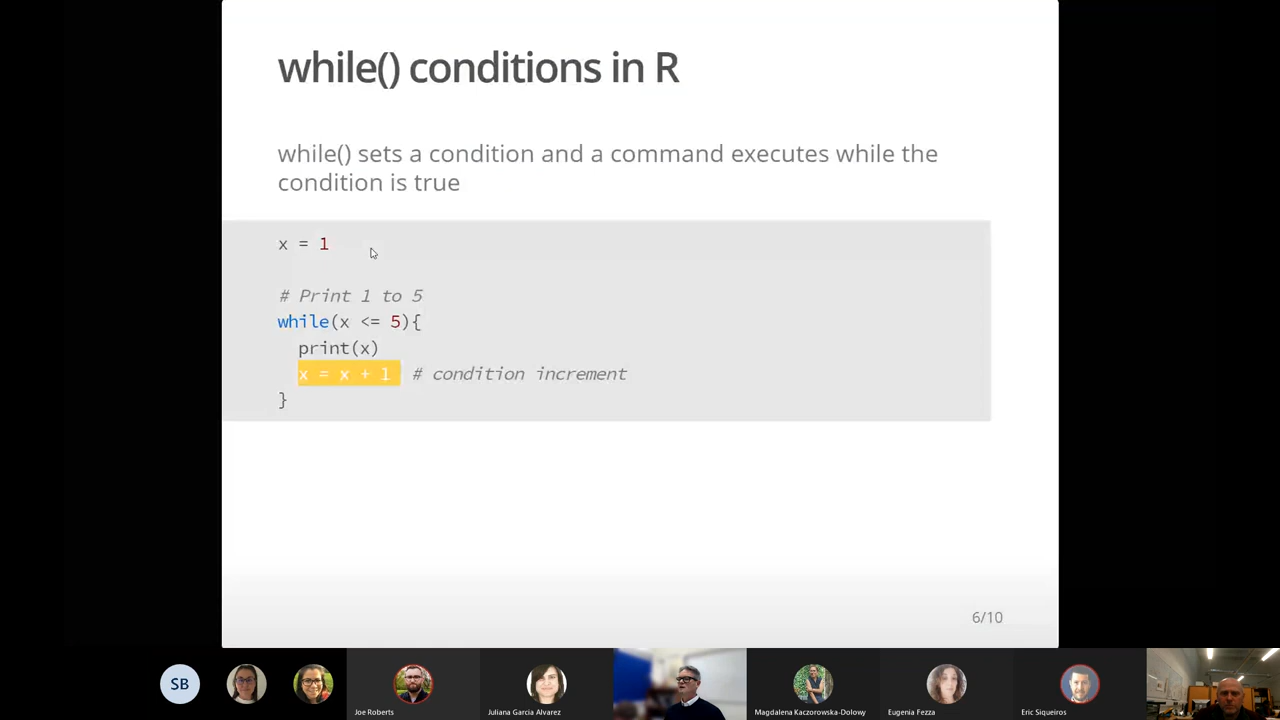 while() conditions in R
while() sets a condition and a command executes while the
condition is true
x = 1
# Print 1 to 5
while(x <= 5){
print(x)
x = x + 1 # condition increment
}
6/10
SB
Joe Roberts
Juliana Garcia Alvarez
Magdalena Kaczorowska-Dolowy
Eugenia Fezza
Eric Siqueiros